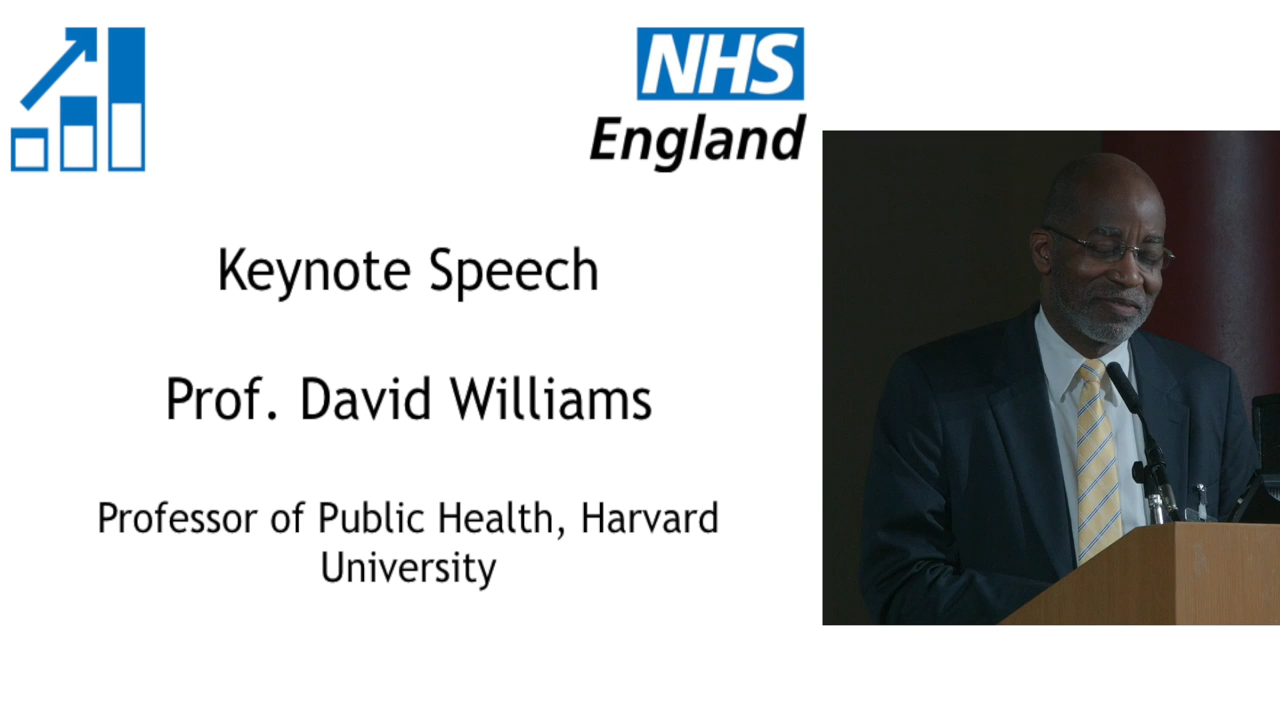 NHS
England
Keynote Speech
Prof. David Williams
Professor of Public Health, Harvard
University